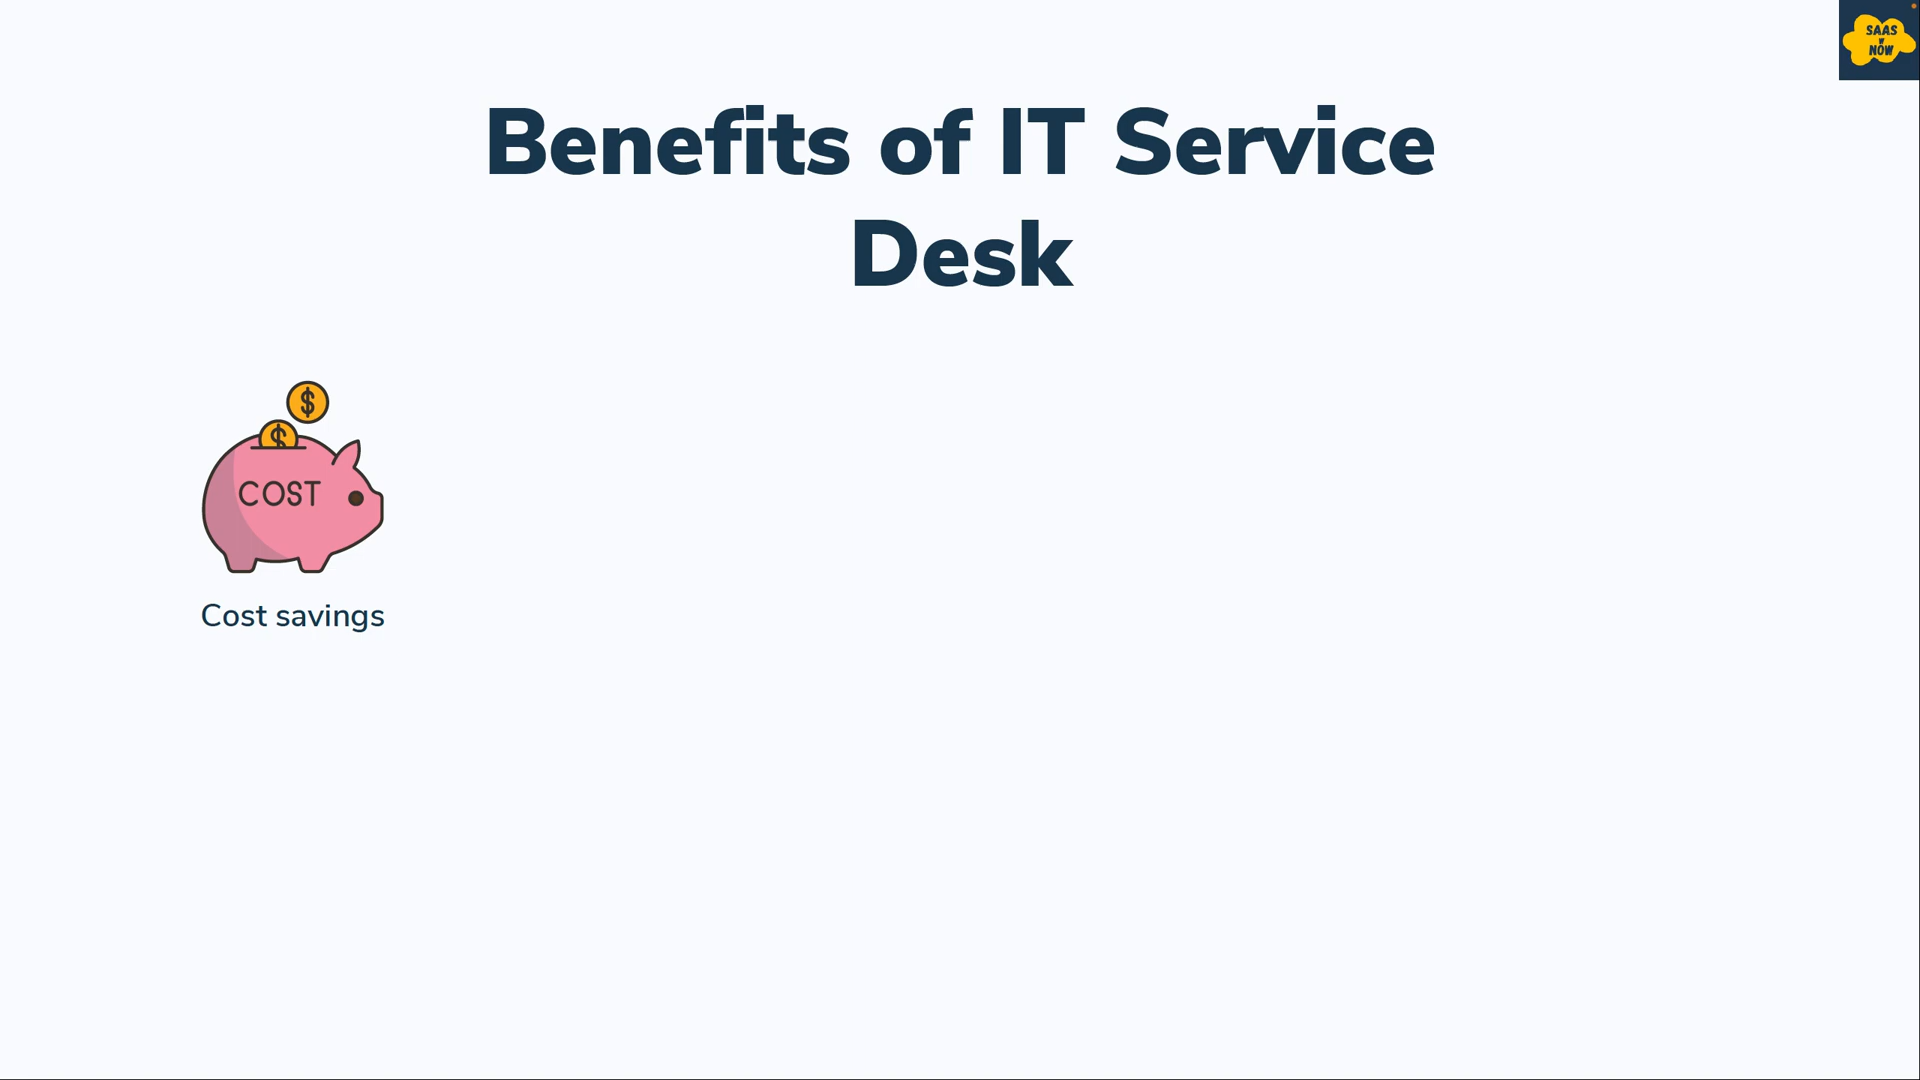 SAAS
W
NOW
Benefits of IT Service
Desk
$
$
COST
Cost savings